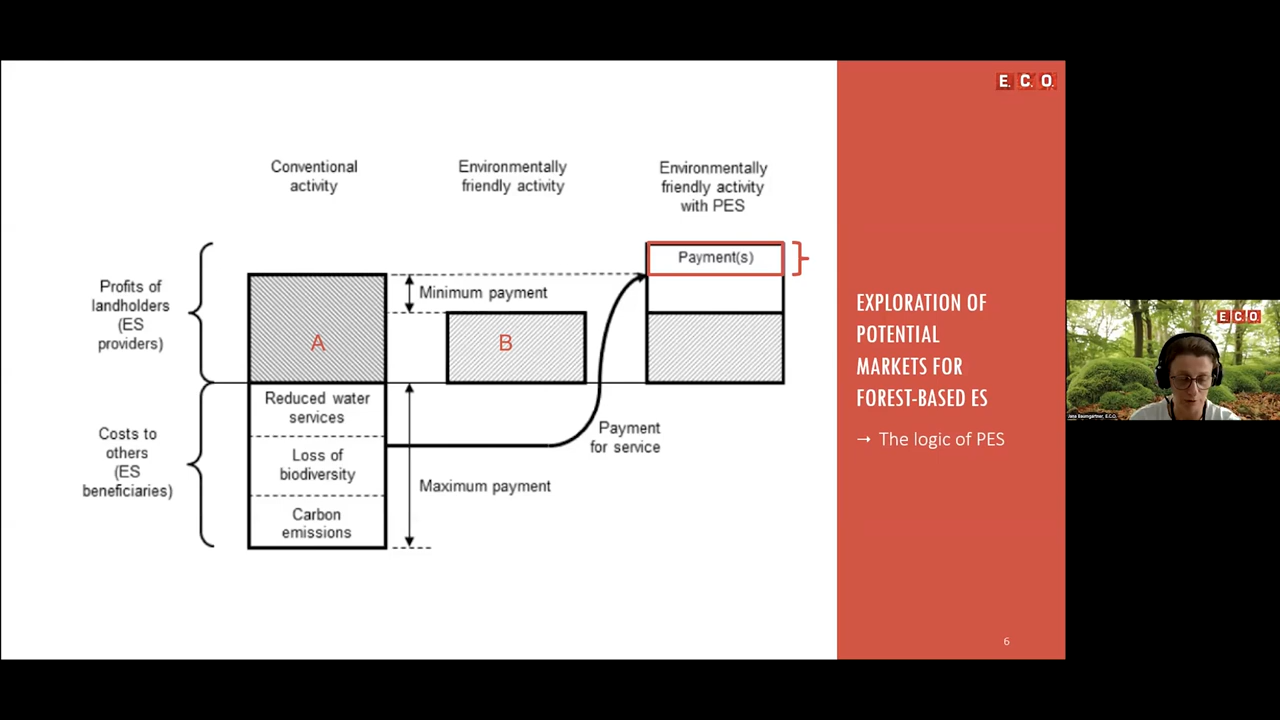 E. C. O.
Conventional
activity
Environmentally
friendly activity
Environmentally
friendly activity
with PES
Payment(s)
Profits of
landholders
(ES
providers)
Minimum payment
A
B
Reduced water
services
Loss of
biodiversity
Carbon
emissions
Costs to
others
(ES
beneficiaries)
Payment
for service
Maximum payment
EXPLORATION OF
POTENTIAL
MARKETS FOR
FOREST-BASED ES
→ The logic of PES
6
E.C.O.
Jana Baumgartner, E.C.O.